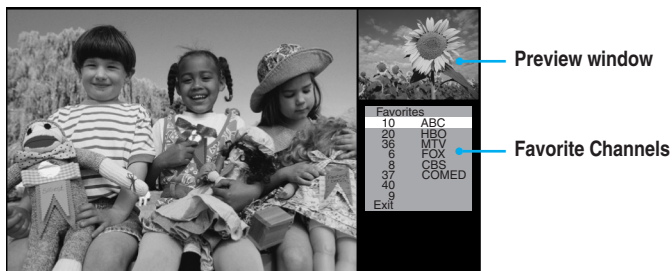 Preview window
Favorites
10 ABC
20 HBO
36 MTV
6 FOX
8 CBS
37 COMED
40
9
Exit
Favorite Channels